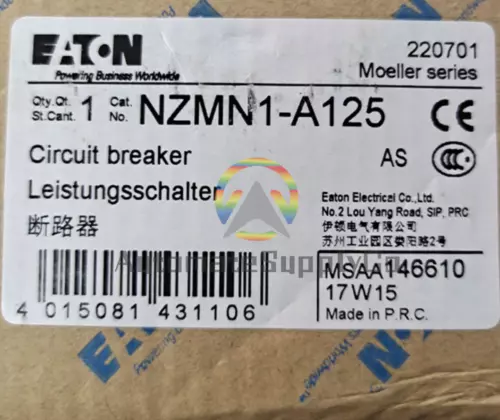 EATON
Powering Business Worldwide
220701
Moeller series
Qty.Qt. 1 Cat. NZMN1-A125 CE
St.Cant. No.
Circuit breaker AS CCC
Leistungsschalter
断路器
Eaton Electrical Co.,Ltd.
No.2 Lou Yang Road, SIP, PRC
伊顿电气有限公司
苏州工业园区娄阳路2号
AutomateSupplyCo
MSAA146610
17W15
Made in P.R.C.
4 015081 431106